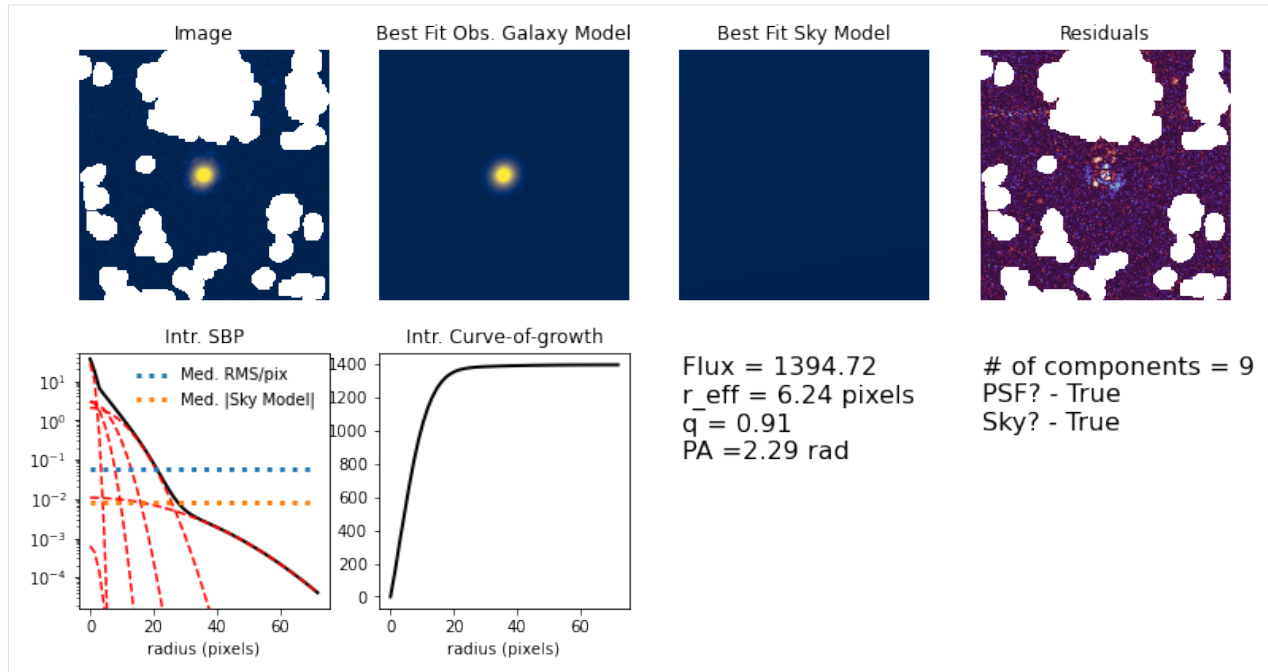 Image
Best Fit Obs. Galaxy Model
Best Fit Sky Model
Residuals
Intr. SBP
Med. RMS/pix
Med. |Sky Model|
10¹
10⁰
10⁻¹
10⁻²
10⁻³
10⁻⁴
0 20 40 60
radius (pixels)
Intr. Curve-of-growth
1400
1200
1000
800
600
400
200
0
0 20 40 60
radius (pixels)
Flux = 1394.72
r_eff = 6.24 pixels
q = 0.91
PA =2.29 rad
# of components = 9
PSF? - True
Sky? - True